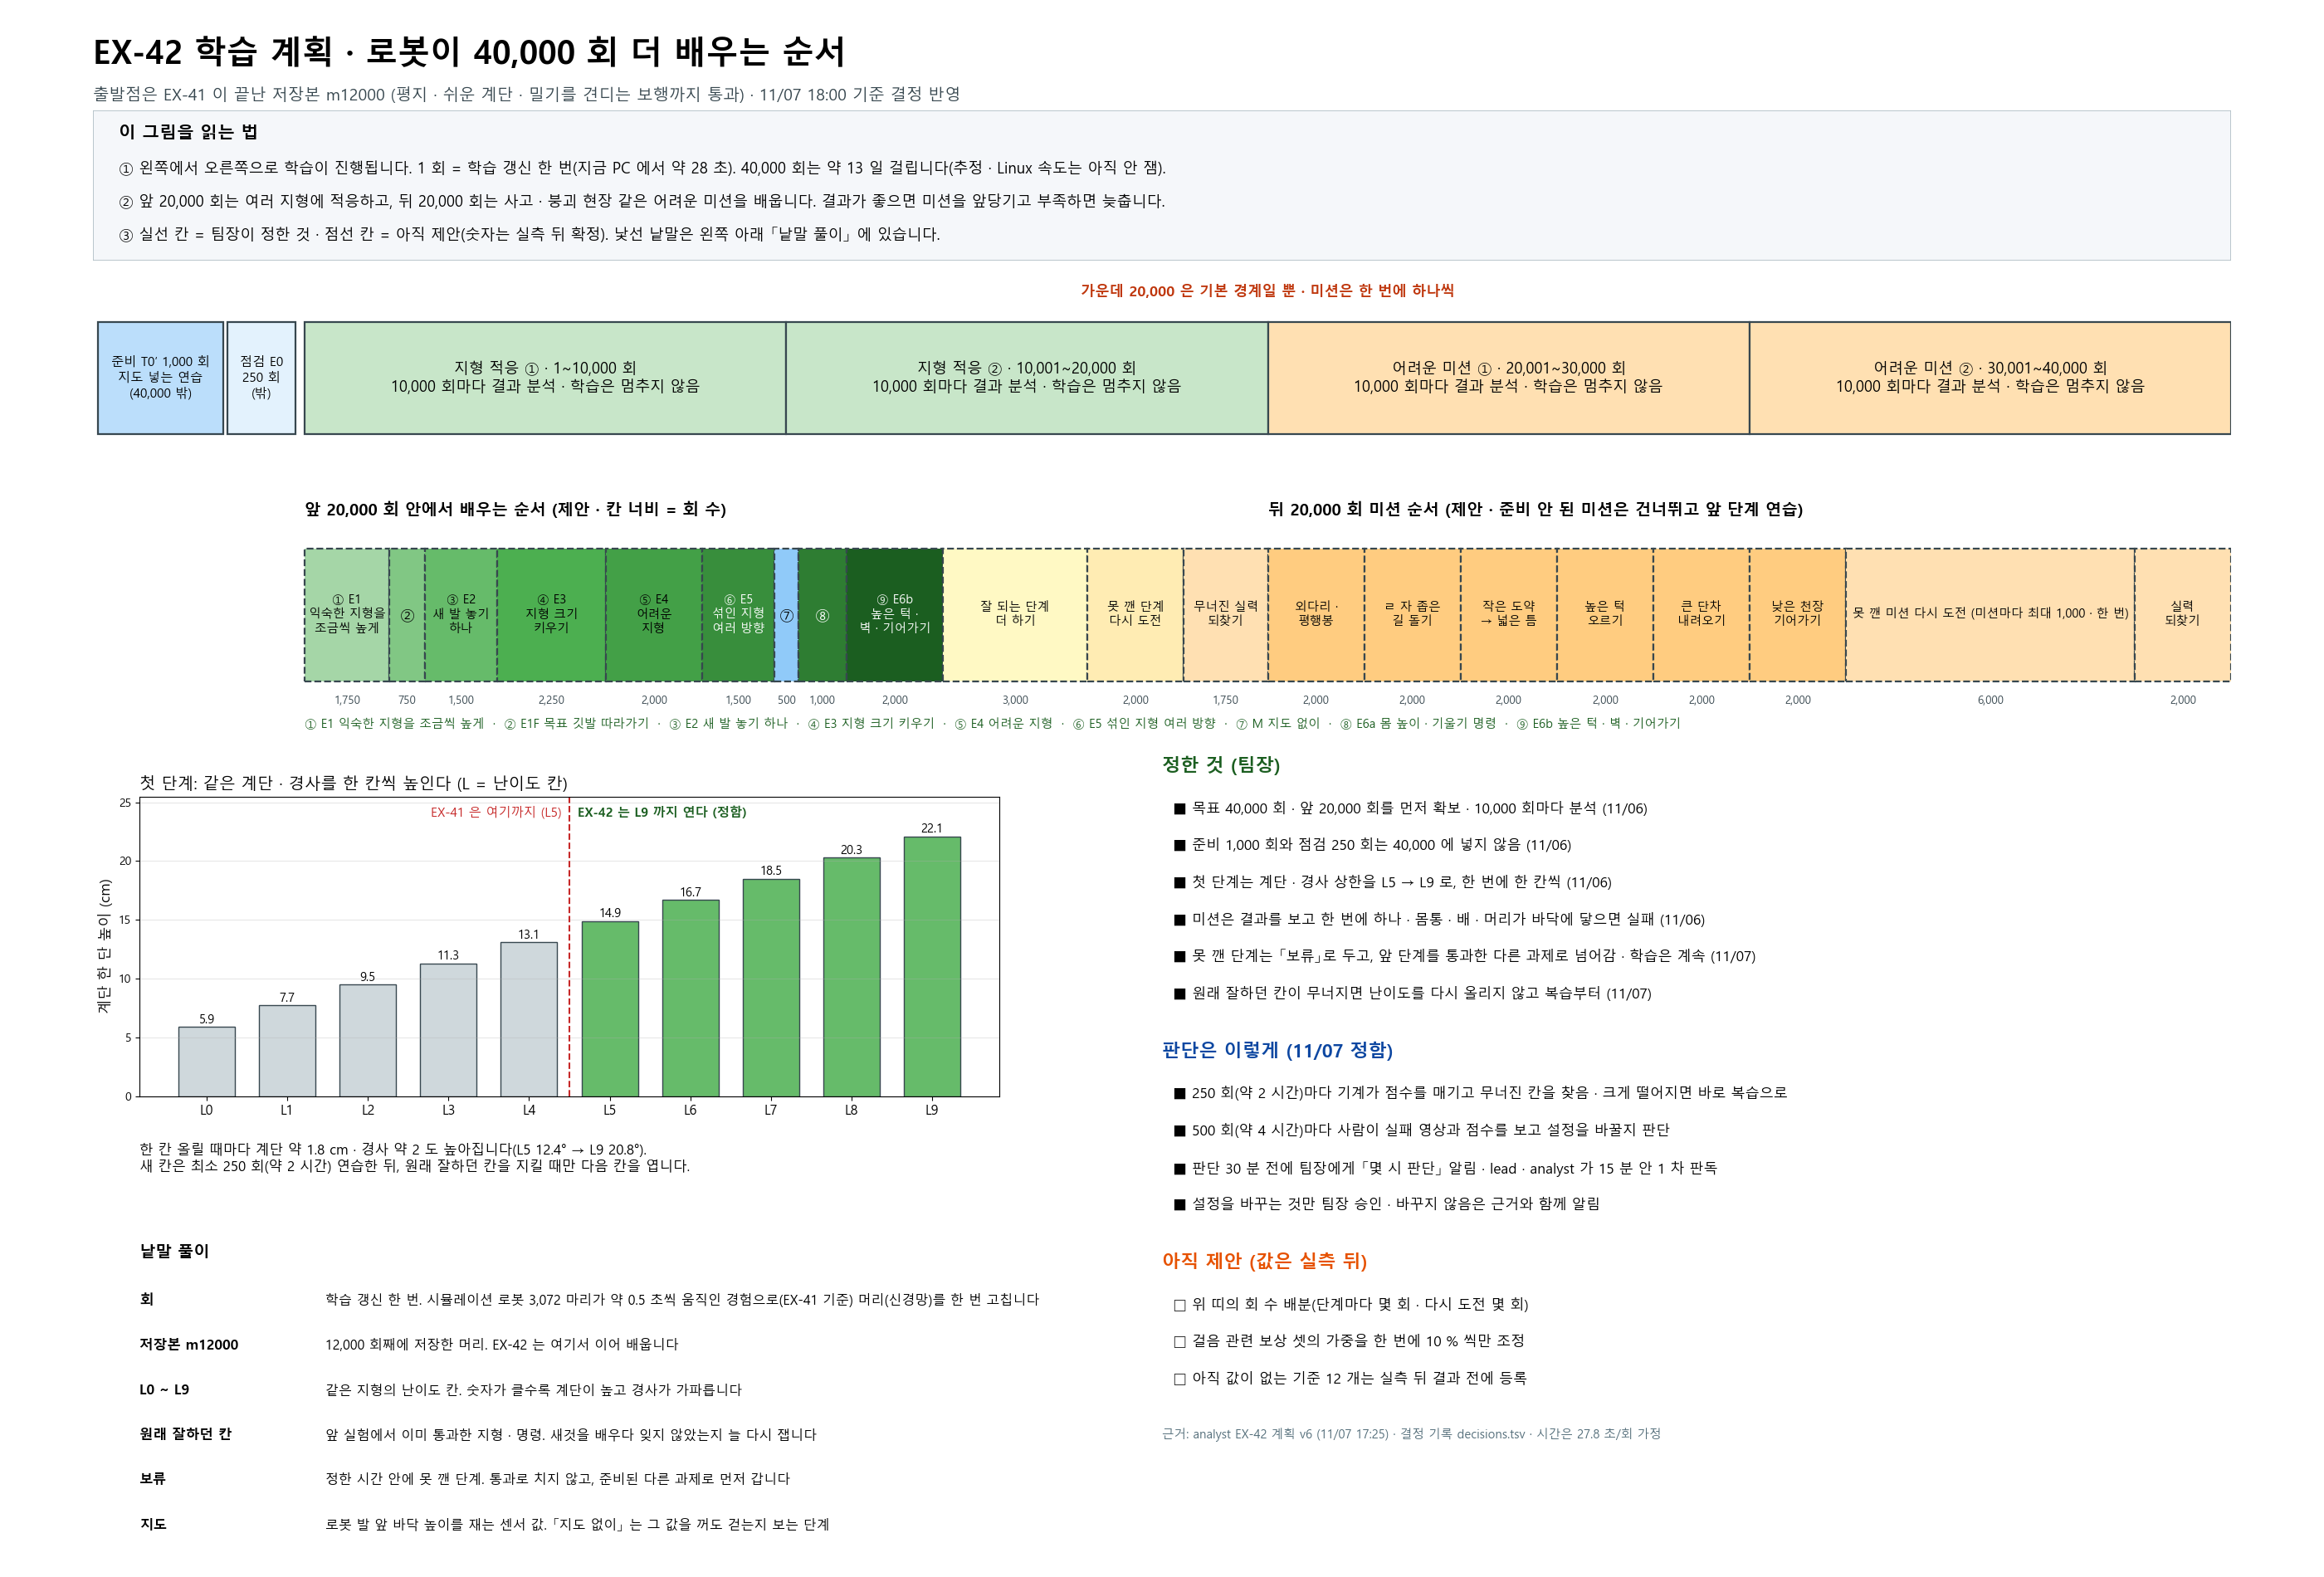 EX-42 학습 계획 · 로봇이 40,000 회 더 배우는 순서
출발점은 EX-41 이 끝난 저장본 m12000 (평지 · 쉬운 계단 · 밀기를 견디는 보행까지 통과) · 11/07 18:00 기준 결정 반영
이 그림을 읽는 법
① 왼쪽에서 오른쪽으로 학습이 진행됩니다. 1 회 = 학습 갱신 한 번(지금 PC 에서 약 28 초). 40,000 회는 약 13 일 걸립니다(추정 · Linux 속도는 아직 안 잼).
② 앞 20,000 회는 여러 지형에 적응하고, 뒤 20,000 회는 사고 · 붕괴 현장 같은 어려운 미션을 배웁니다. 결과가 좋으면 미션을 앞당기고 부족하면 늦춥니다.
③ 실선 칸 = 팀장이 정한 것 · 점선 칸 = 아직 제안(숫자는 실측 뒤 확정). 낯선 낱말은 왼쪽 아래 「낱말 풀이」 에 있습니다.
가운데 20,000 은 기본 경계일 뿐 · 미션은 한 번에 하나씩
준비 T0′ 1,000 회
지도 넣는 연습
(40,000 밖)
점검 E0
250 회
(밖)
지형 적응 ① · 1~10,000 회
10,000 회마다 결과 분석 · 학습은 멈추지 않음
지형 적응 ② · 10,001~20,000 회
10,000 회마다 결과 분석 · 학습은 멈추지 않음
어려운 미션 ① · 20,001~30,000 회
10,000 회마다 결과 분석 · 학습은 멈추지 않음
어려운 미션 ② · 30,001~40,000 회
10,000 회마다 결과 분석 · 학습은 멈추지 않음
앞 20,000 회 안에서 배우는 순서 (제안 · 칸 너비 = 회 수)
뒤 20,000 회 미션 순서 (제안 · 준비 안 된 미션은 건너뛰고 앞 단계 연습)
① E1
익숙한 지형을
조금씩 높게
②
③ E2
새 발 놓기
하나
④ E3
지형 크기
키우기
⑤ E4
어려운
지형
⑥ E5
섞인 지형
여러 방향
⑦
⑧
⑨ E6b
높은 턱 ·
벽 · 기어가기
잘 되는 단계
더 하기
못 깬 단계
다시 도전
무너진 실력
되찾기
외다리 ·
평행봉
ㄹ 자 좁은
길 돌기
작은 도약
→ 넓은 틈
높은 턱
오르기
큰 단차
내려오기
낮은 천장
기어가기
못 깬 미션 다시 도전 (미션마다 최대 1,000 · 한 번)
실력
되찾기
1,750 750 1,500 2,250 2,000 1,500 500 1,000 2,000 3,000 2,000 1,750 2,000 2,000 2,000 2,000 2,000 2,000 6,000 2,000
① E1 익숙한 지형을 조금씩 높게 · ② E1F 목표 깃발 따라가기 · ③ E2 새 발 놓기 하나 · ④ E3 지형 크기 키우기 · ⑤ E4 어려운 지형 · ⑥ E5 섞인 지형 여러 방향 · ⑦ M 지도 없이 · ⑧ E6a 몸 높이 · 기울기 명령 · ⑨ E6b 높은 턱 · 벽 · 기어가기
첫 단계: 같은 계단 · 경사를 한 칸씩 높인다 (L = 난이도 칸)
EX-41 은 여기까지 (L5)
EX-42 는 L9 까지 연다 (정함)
계단 한 단 높이 (cm)
25
20
15
10
5
0
5.9
7.7
9.5
11.3
13.1
14.9
16.7
18.5
20.3
22.1
L0 L1 L2 L3 L4 L5 L6 L7 L8 L9
한 칸 올릴 때마다 계단 약 1.8 cm · 경사 약 2 도 높아집니다(L5 12.4° → L9 20.8°).
새 칸은 최소 250 회(약 2 시간) 연습한 뒤, 원래 잘하던 칸을 지킬 때만 다음 칸을 엽니다.
낱말 풀이
회 학습 갱신 한 번. 시뮬레이션 로봇 3,072 마리가 약 0.5 초씩 움직인 경험으로(EX-41 기준) 머리(신경망)를 한 번 고칩니다
저장본 m12000 12,000 회째에 저장한 머리. EX-42 는 여기서 이어 배웁니다
L0 ~ L9 같은 지형의 난이도 칸. 숫자가 클수록 계단이 높고 경사가 가파릅니다
원래 잘하던 칸 앞 실험에서 이미 통과한 지형 · 명령. 새것을 배우다 잊지 않았는지 늘 다시 잽니다
보류 정한 시간 안에 못 깬 단계. 통과로 치지 않고, 준비된 다른 과제로 먼저 갑니다
지도 로봇 발 앞 바닥 높이를 재는 센서 값. 「지도 없이」 는 그 값을 꺼도 걷는지 보는 단계
정한 것 (팀장)
■ 목표 40,000 회 · 앞 20,000 회를 먼저 확보 · 10,000 회마다 분석 (11/06)
■ 준비 1,000 회와 점검 250 회는 40,000 에 넣지 않음 (11/06)
■ 첫 단계는 계단 · 경사 상한을 L5 → L9 로, 한 번에 한 칸씩 (11/06)
■ 미션은 결과를 보고 한 번에 하나 · 몸통 · 배 · 머리가 바닥에 닿으면 실패 (11/06)
■ 못 깬 단계는 「보류」로 두고, 앞 단계를 통과한 다른 과제로 넘어감 · 학습은 계속 (11/07)
■ 원래 잘하던 칸이 무너지면 난이도를 다시 올리지 않고 복습부터 (11/07)
판단은 이렇게 (11/07 정함)
■ 250 회(약 2 시간)마다 기계가 점수를 매기고 무너진 칸을 찾음 · 크게 떨어지면 바로 복습으로
■ 500 회(약 4 시간)마다 사람이 실패 영상과 점수를 보고 설정을 바꿀지 판단
■ 판단 30 분 전에 팀장에게 「몇 시 판단」 알림 · lead · analyst 가 15 분 안 1 차 판독
■ 설정을 바꾸는 것만 팀장 승인 · 바꾸지 않음은 근거와 함께 알림
아직 제안 (값은 실측 뒤)
□ 위 띠의 회 수 배분(단계마다 몇 회 · 다시 도전 몇 회)
□ 걸음 관련 보상 셋의 가중을 한 번에 10 % 씩만 조정
□ 아직 값이 없는 기준 12 개는 실측 뒤 결과 전에 등록
근거: analyst EX-42 계획 v6 (11/07 17:25) · 결정 기록 decisions.tsv · 시간은 27.8 초/회 가정